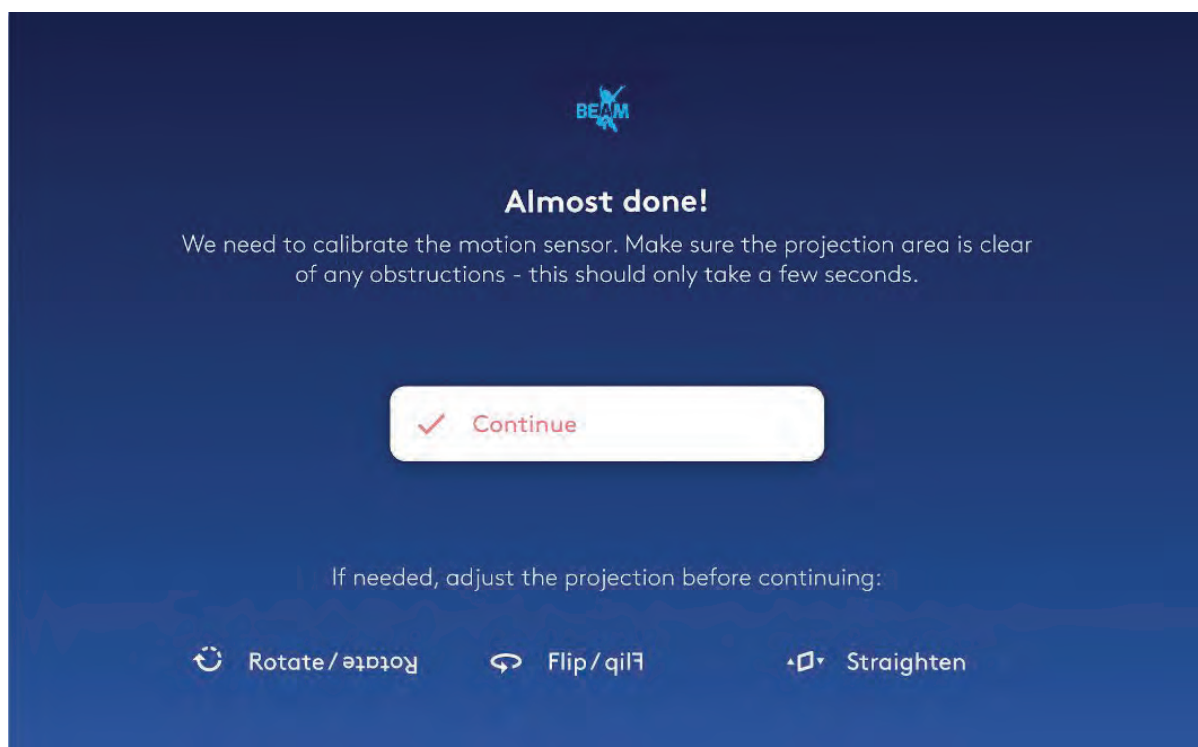 BEAM
Almost done!
We need to calibrate the motion sensor. Make sure the projection area is clear
of any obstructions - this should only take a few seconds.
Continue
If needed, adjust the projection before continuing:
Rotate/Rotate Flip/Flip Straighten